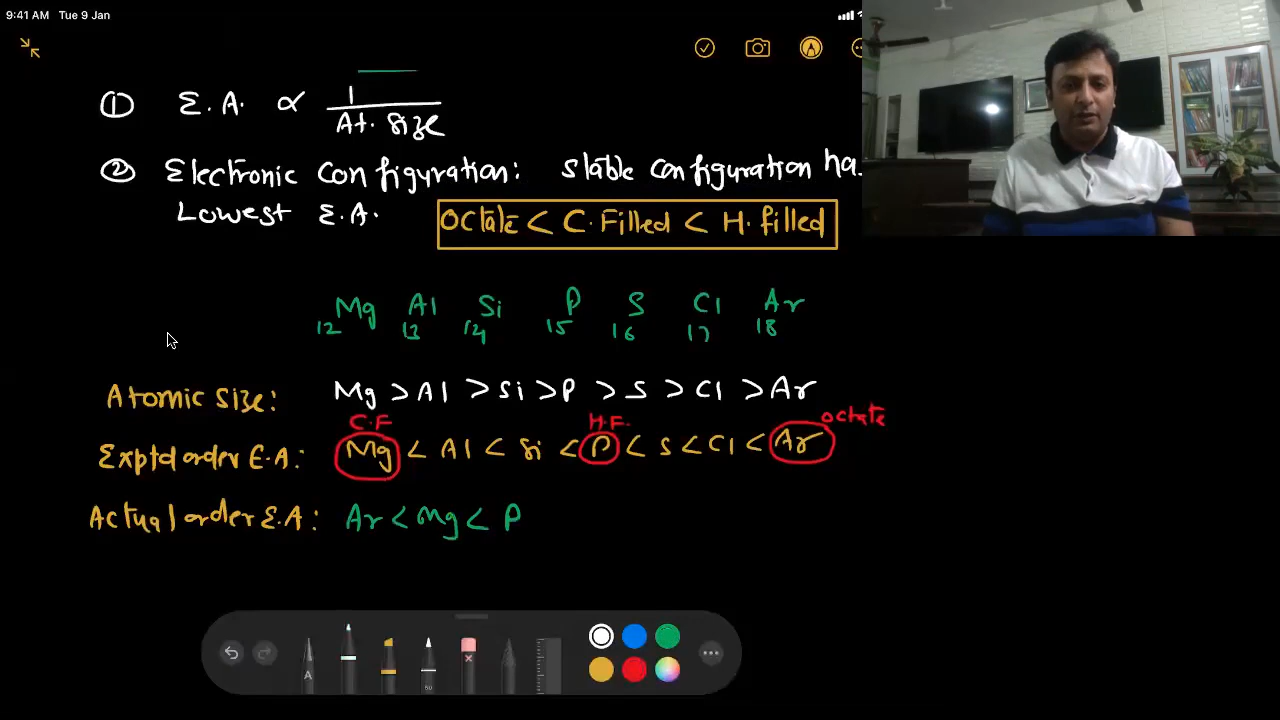 9:41 AM Tue 9 Jan
① E.A. ∝ 1 / At. Size
② Electronic Configuration: stable configuration ha
Lowest E.A.
Octate < C.Filled < H.filled
Mg Al Si P S Cl Ar
12 13 14 15 16 17 18
Atomic Size: Mg > Al > Si > P > S > Cl > Ar
C.F H.F. Octate
Exptd order E.A: Mg < Al < Si < P < S < Cl < Ar
Actual order E.A: Ar < Mg < P
A
50